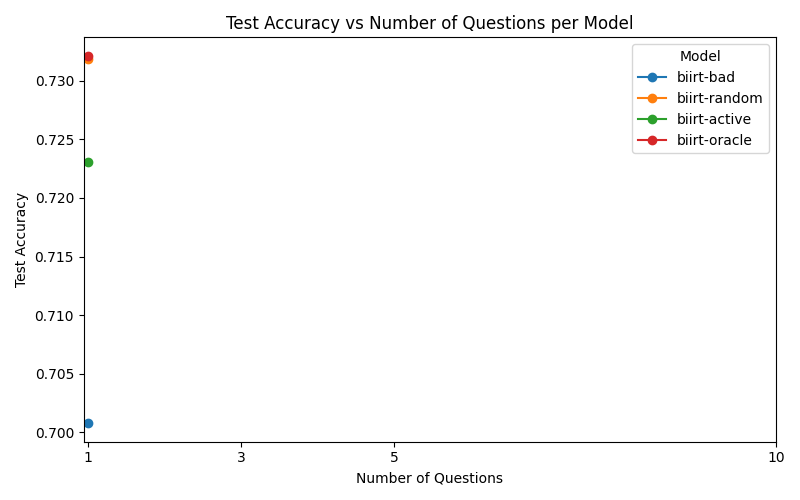 Test Accuracy vs Number of Questions per Model
Model
biirt-bad
biirt-random
biirt-active
biirt-oracle
Test Accuracy
0.730
0.725
0.720
0.715
0.710
0.705
0.700
1 3 5 10
Number of Questions